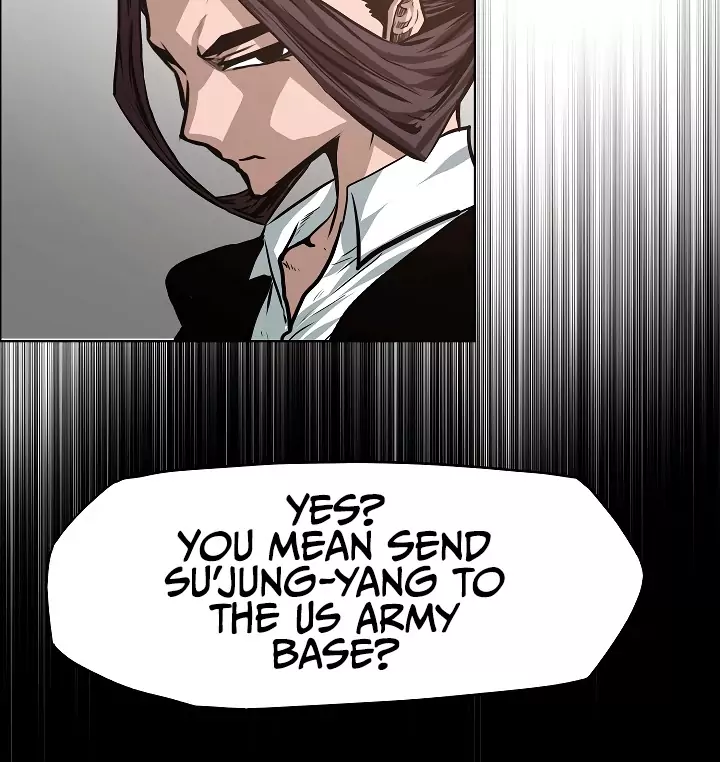 YES?
YOU MEAN SEND
SU'JUNG-YANG TO
THE US ARMY
BASE?